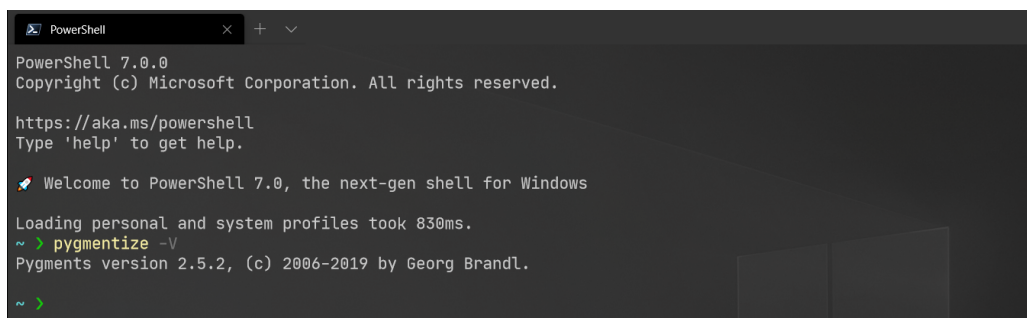 PowerShell
PowerShell 7.0.0
Copyright (c) Microsoft Corporation. All rights reserved.
https://aka.ms/powershell
Type 'help' to get help.
🚀 Welcome to PowerShell 7.0, the next-gen shell for Windows
Loading personal and system profiles took 830ms.
~ ❯ pygmentize -V
Pygments version 2.5.2, (c) 2006-2019 by Georg Brandl.
~ ❯